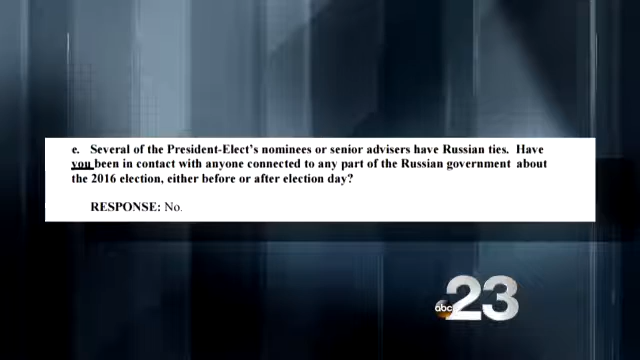 e. Several of the President-Elect's nominees or senior advisers have Russian ties. Have
you been in contact with anyone connected to any part of the Russian government about
the 2016 election, either before or after election day?
RESPONSE: No.
abc 23